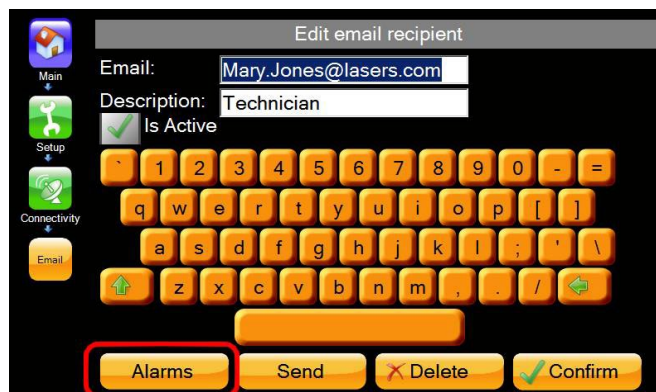 Edit email recipient
Main
Email: Mary.Jones@lasers.com
Description: Technician
Is Active
Setup
` 1 2 3 4 5 6 7 8 9 0 - =
q w e r t y u i o p [ ]
Connectivity
a s d f g h j k l ; ' \
Email
z x c v b n m , . /
Alarms Send Delete Confirm